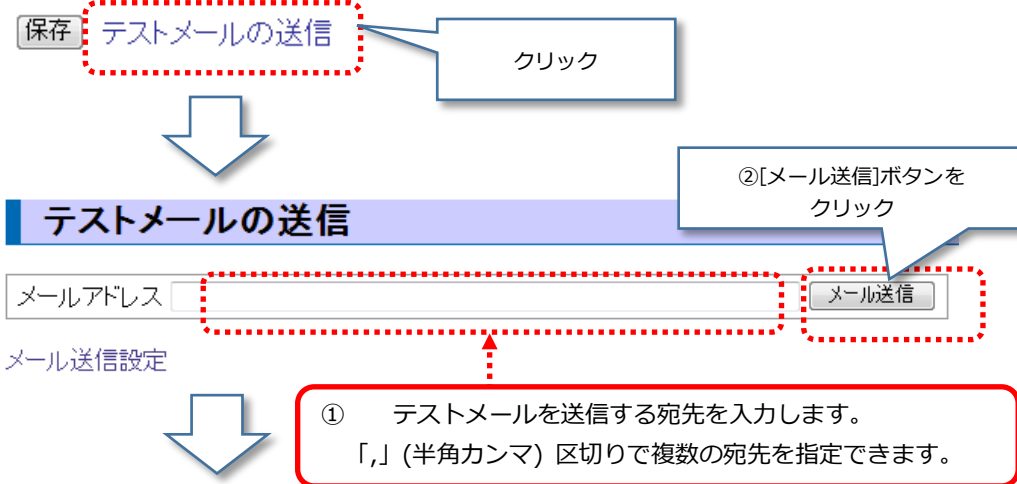 保存 テストメールの送信
クリック
②[メール送信]ボタンを
クリック
テストメールの送信
メールアドレス メール送信
メール送信設定
① テストメールを送信する宛先を入力します。
「,」(半角カンマ) 区切りで複数の宛先を指定できます。